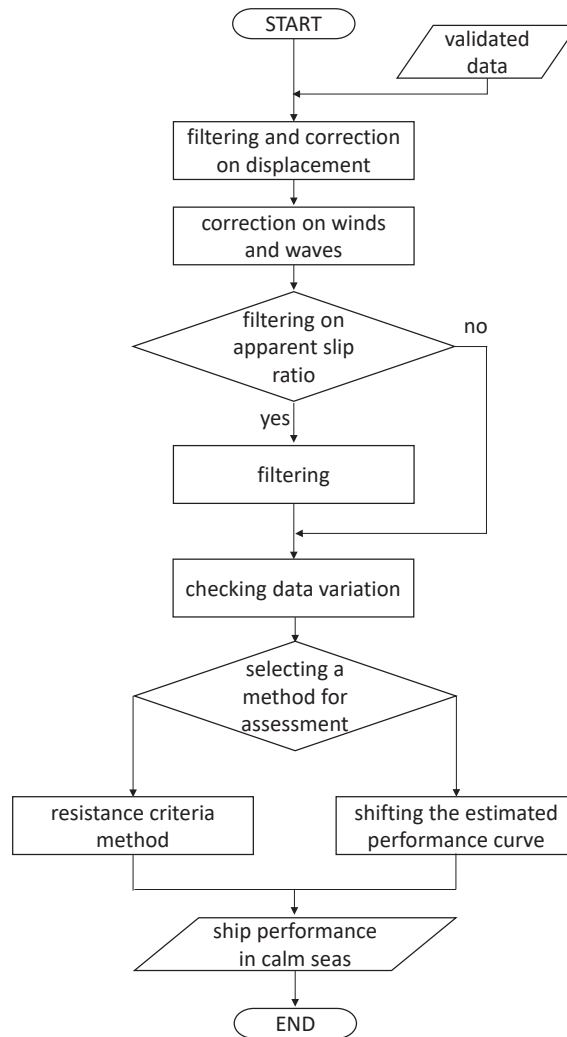 START
validated
data
filtering and correction
on displacement
correction on winds
and waves
filtering on
apparent slip
ratio
no
yes
filtering
checking data variation
selecting a
method for
assessment
resistance criteria
method
shifting the estimated
performance curve
ship performance
in calm seas
END